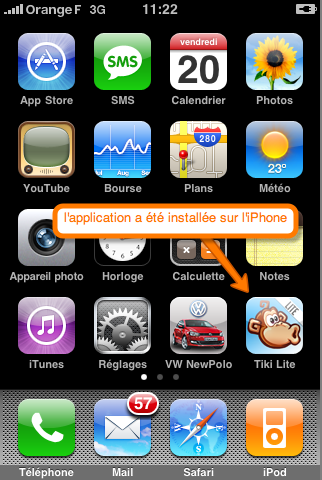 Orange F 3G 11:22
vendredi
20
App Store SMS Calendrier Photos
SMS
280
23°
YouTube Bourse Plans Météo
l'application a été installée sur l'iPhone
Appareil photo Horloge Calculette Notes
LITE
iTunes Réglages VW NewPolo Tiki Lite
57
Téléphone Mail Safari iPod